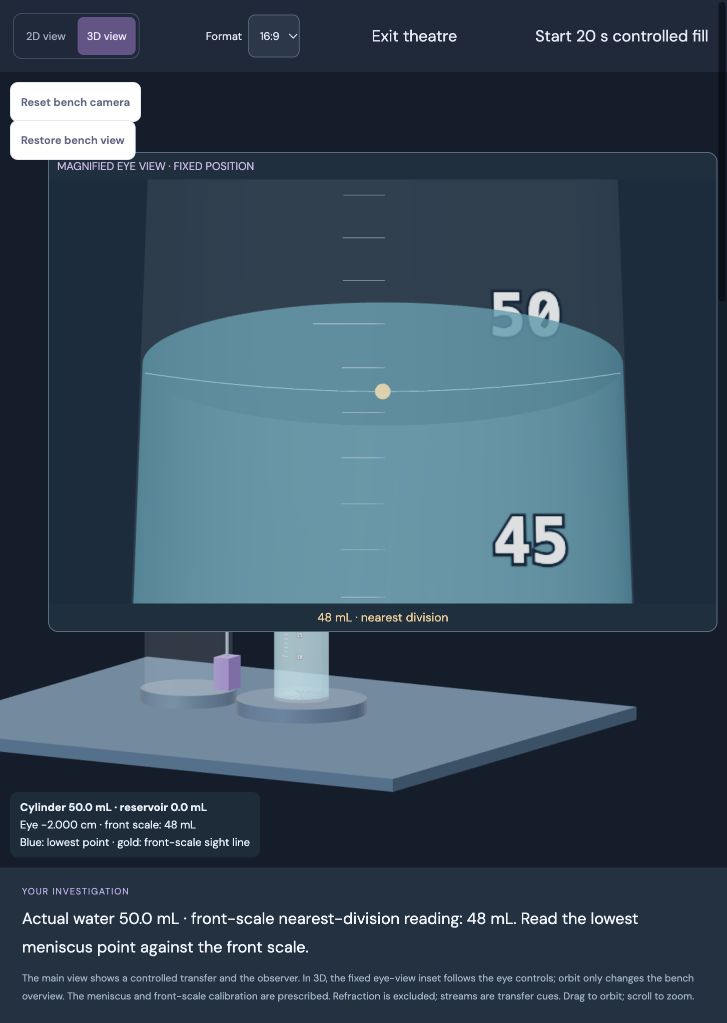 2D view
3D view
Format
16:9
Exit theatre
Start 20 s controlled fill
Reset bench camera
Restore bench view
MAGNIFIED EYE VIEW · FIXED POSITION
50
45
48 mL · nearest division
Cylinder 50.0 mL · reservoir 0.0 mL
Eye −2.000 cm · front scale: 48 mL
Blue: lowest point · gold: front-scale sight line
YOUR INVESTIGATION
Actual water 50.0 mL · front-scale nearest-division reading: 48 mL. Read the lowest
meniscus point against the front scale.
The main view shows a controlled transfer and the observer. In 3D, the fixed eye-view inset follows the eye controls; orbit only changes the bench
overview. The meniscus and front-scale calibration are prescribed. Refraction is excluded; streams are transfer cues. Drag to orbit; scroll to zoom.